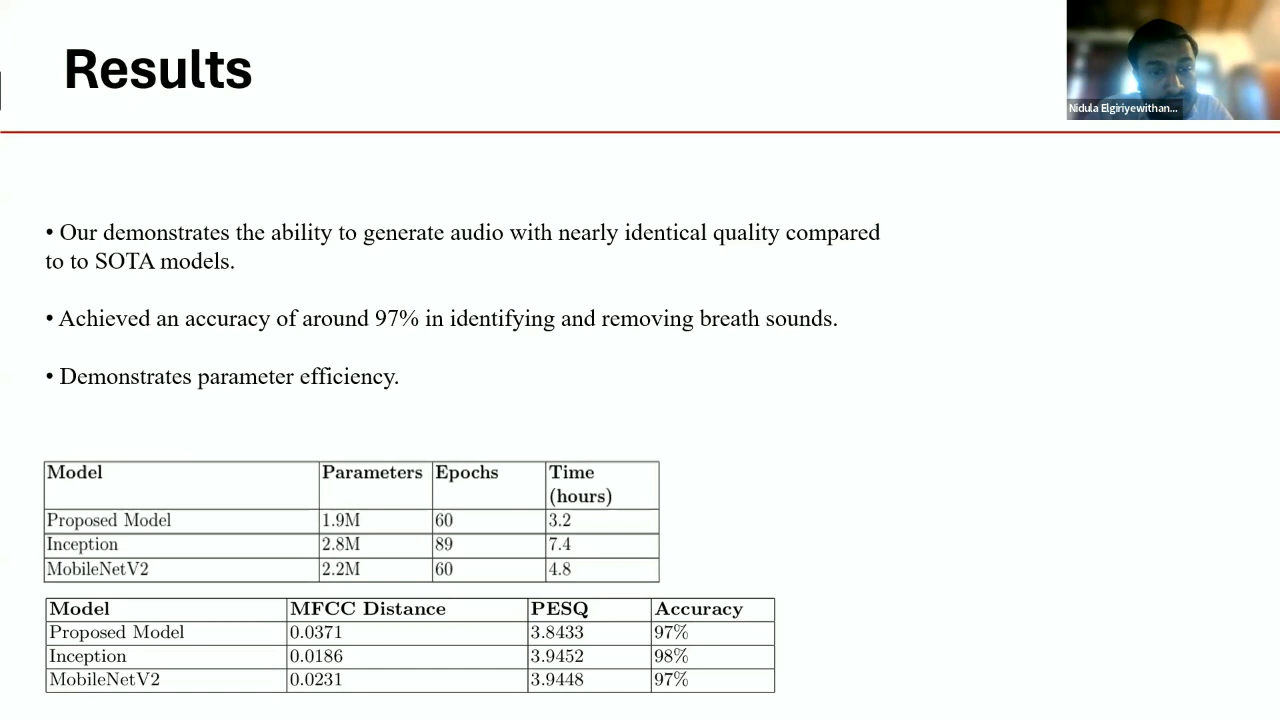 Results
Nidula Elgiriyewithan...
• Our demonstrates the ability to generate audio with nearly identical quality compared
to to SOTA models.
• Achieved an accuracy of around 97% in identifying and removing breath sounds.
• Demonstrates parameter efficiency.
Model Parameters Epochs Time
(hours)
Proposed Model 1.9M 60 3.2
Inception 2.8M 89 7.4
MobileNetV2 2.2M 60 4.8
Model MFCC Distance PESQ Accuracy
Proposed Model 0.0371 3.8433 97%
Inception 0.0186 3.9452 98%
MobileNetV2 0.0231 3.9448 97%